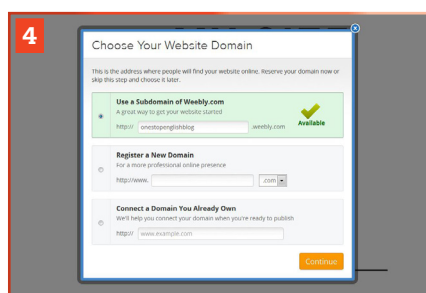 4
Choose Your Website Domain
This is the address where people will find your website online. Reserve your domain now or
skip this step and choose it later.
Use a Subdomain of Weebly.com
A great way to get your website started
http:// onestopenglishblog .weebly.com
Available
Register a New Domain
For a more professional online presence
http://www. .com
Connect a Domain You Already Own
We'll help you connect your domain when you're ready to publish
http:// www.example.com
Continue